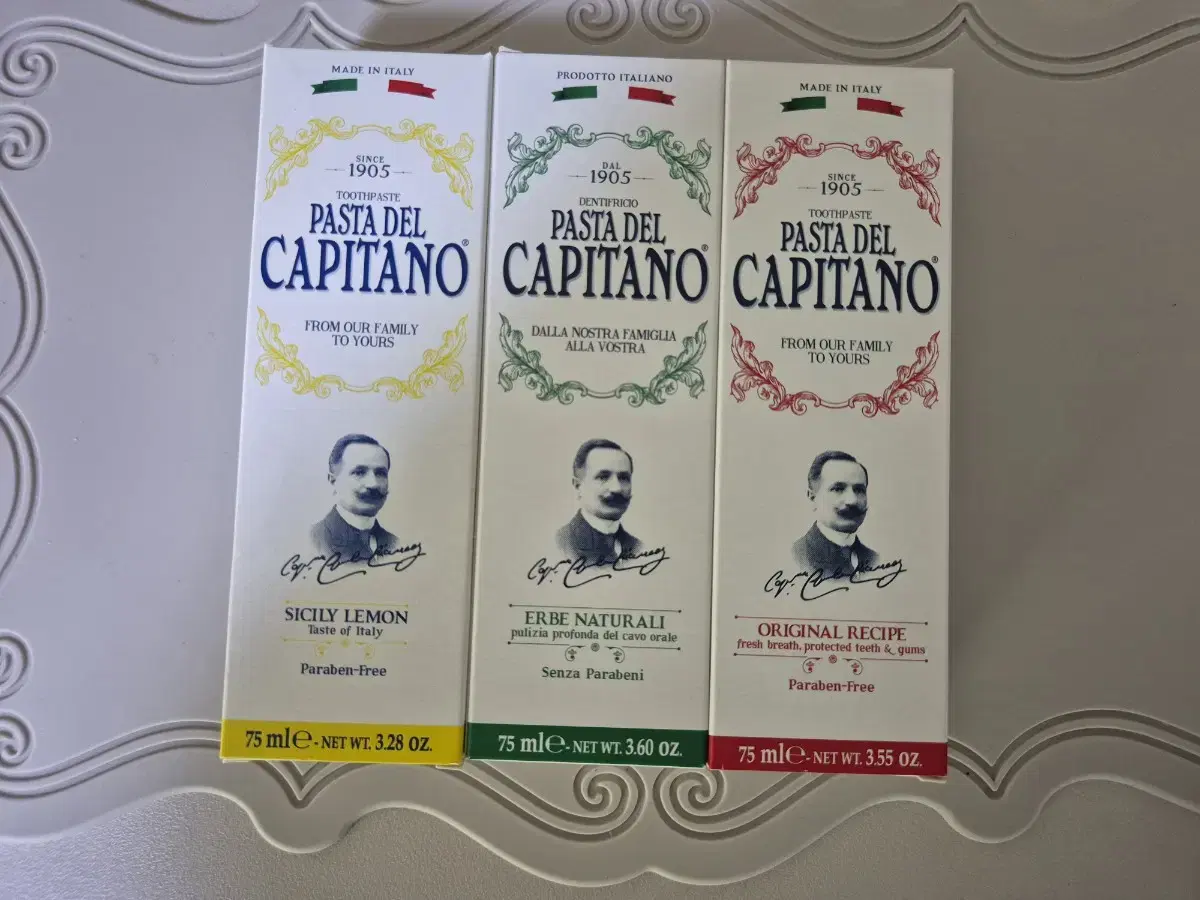 MADE IN ITALY
SINCE
1905
TOOTHPASTE
PASTA DEL
CAPITANO®
FROM OUR FAMILY
TO YOURS
SICILY LEMON
Taste of Italy
Paraben-Free
75 ml℮ - NET WT. 3.28 OZ.
PRODOTTO ITALIANO
DAL
1905
DENTIFRICIO
PASTA DEL
CAPITANO®
DALLA NOSTRA FAMIGLIA
ALLA VOSTRA
ERBE NATURALI
pulizia profonda del cavo orale
Senza Parabeni
75 ml℮ - NET WT. 3.60 OZ.
MADE IN ITALY
SINCE
1905
TOOTHPASTE
PASTA DEL
CAPITANO®
FROM OUR FAMILY
TO YOURS
ORIGINAL RECIPE
fresh breath, protected teeth & gums
Paraben-Free
75 ml℮ - NET WT. 3.55 OZ.